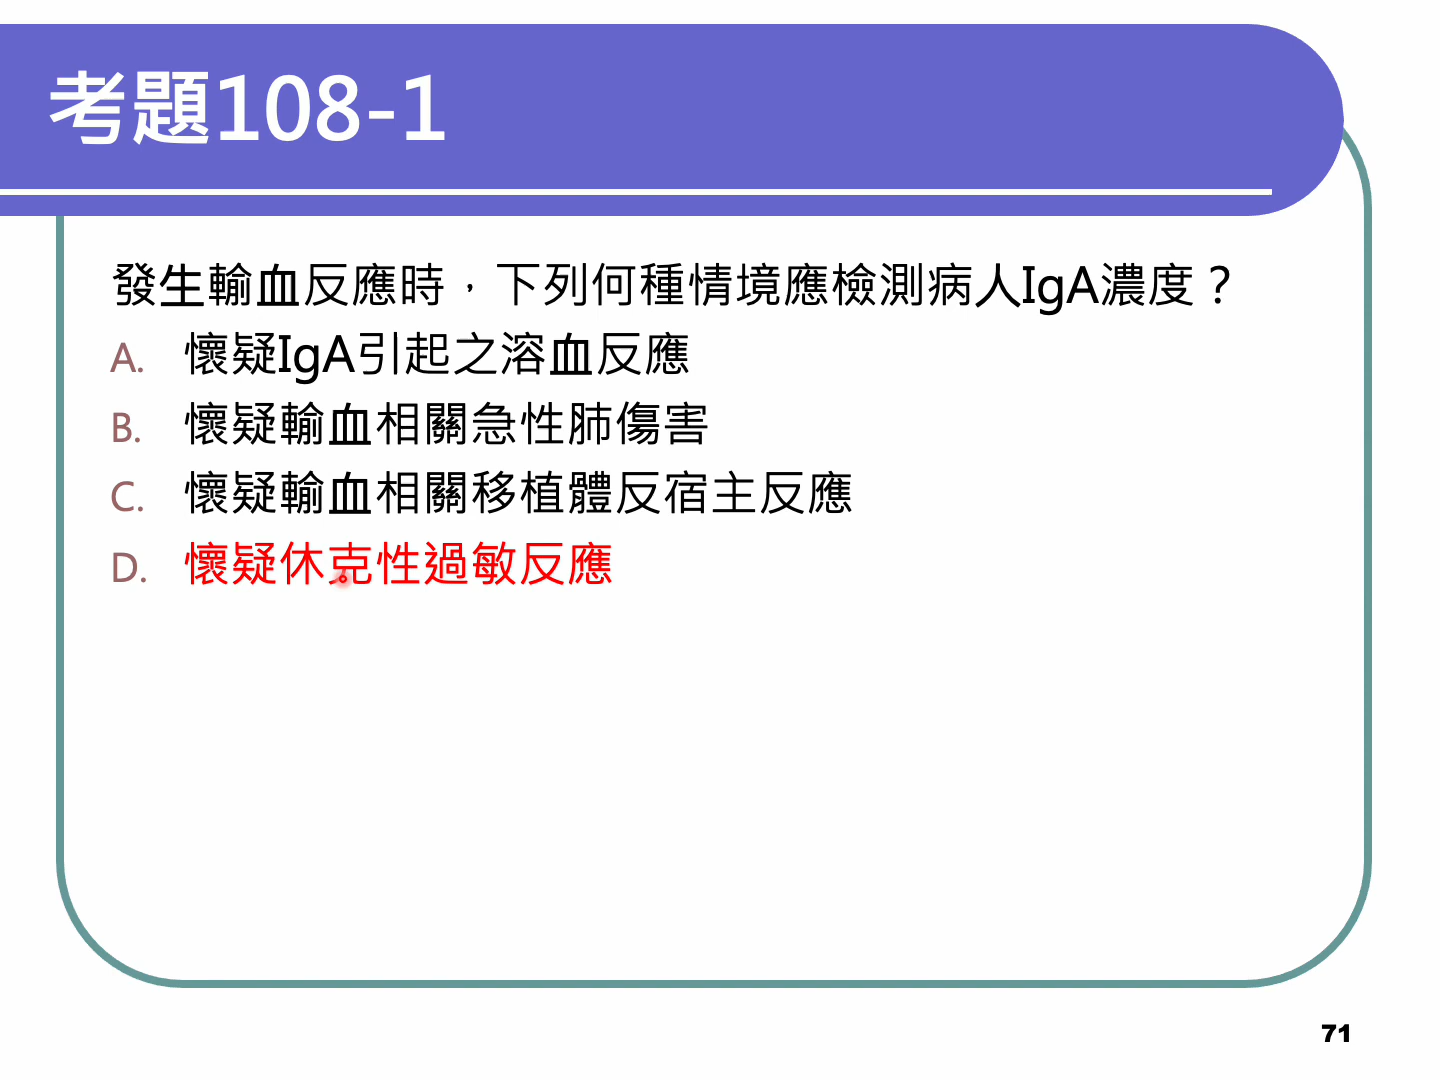 考題108-1
發生輸血反應時，下列何種情境應檢測病人IgA濃度？
A. 懷疑IgA引起之溶血反應
B. 懷疑輸血相關急性肺傷害
C. 懷疑輸血相關移植體反宿主反應
D. 懷疑休克性過敏反應
71